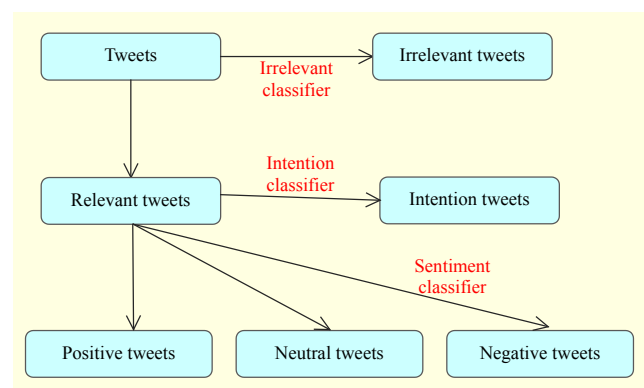 Tweets
Irrelevant tweets
Irrelevant
classifier
Intention
classifier
Relevant tweets
Intention tweets
Sentiment
classifier
Positive tweets
Neutral tweets
Negative tweets